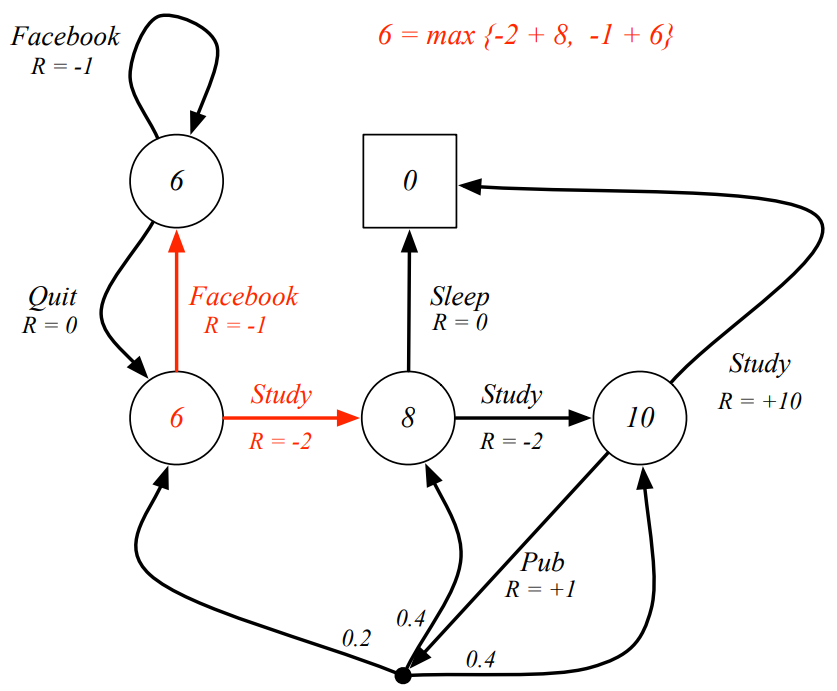 Facebook
R = -1
6 = max {-2 + 8, -1 + 6}
6
0
Quit
R = 0
Facebook
R = -1
Sleep
R = 0
Study
R = +10
6
Study
R = -2
8
Study
R = -2
10
Pub
R = +1
0.2
0.4
0.4